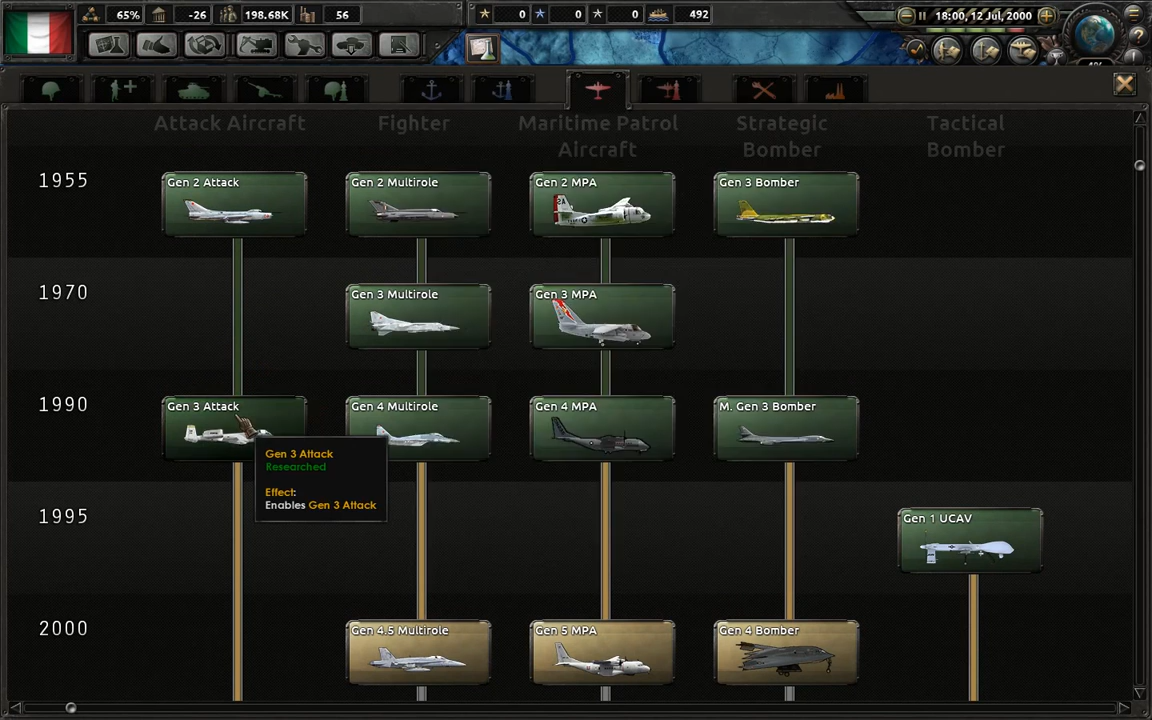 65% -26 198.68K 56 0 0 0 492 18:00, 12 Jul, 2000
4%
Attack Aircraft Fighter Maritime Patrol Aircraft Strategic Bomber Tactical Bomber
1955
Gen 2 Attack Gen 2 Multirole Gen 2 MPA Gen 3 Bomber
2A
1970
Gen 3 Multirole Gen 3 MPA
1990
Gen 3 Attack Gen 4 Multirole Gen 4 MPA M. Gen 3 Bomber
Gen 3 Attack
Researched
Effect:
Enables Gen 3 Attack
1995
Gen 1 UCAV
2000
Gen 4.5 Multirole Gen 5 MPA Gen 4 Bomber